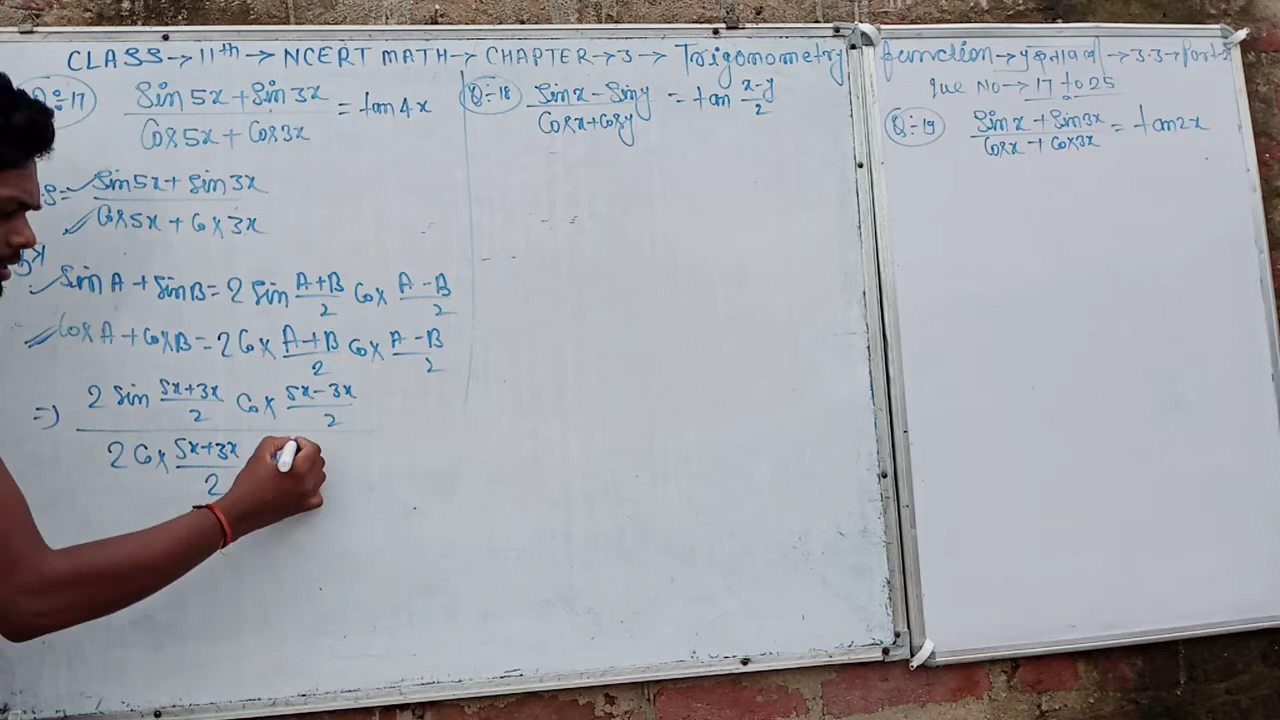 CLASS → 11th → NCERT MATH → CHAPTER → 3 → Trigonometry function → प्रश्नावली → 3.3 → Part-2
Que No → 17 to 25
Q÷17 (Sin 5x + Sin 3x)/(Cos 5x + Cos 3x) = tan 4x
Q÷18 (Sin x - Sin y)/(Cos x + Cos y) = tan (x-y)/2
Q÷19 (Sin x + Sin 3x)/(Cos x + Cos 3x) = tan 2x
S = (Sin 5x + Sin 3x)/(Cos 5x + Cos 3x)
Sin A + Sin B = 2 Sin (A+B)/2 Cos (A-B)/2
Cos A + Cos B = 2 Cos (A+B)/2 Cos (A-B)/2
=> (2 Sin (5x+3x)/2 Cos (5x-3x)/2)/(2 Cos (5x+3x)/2